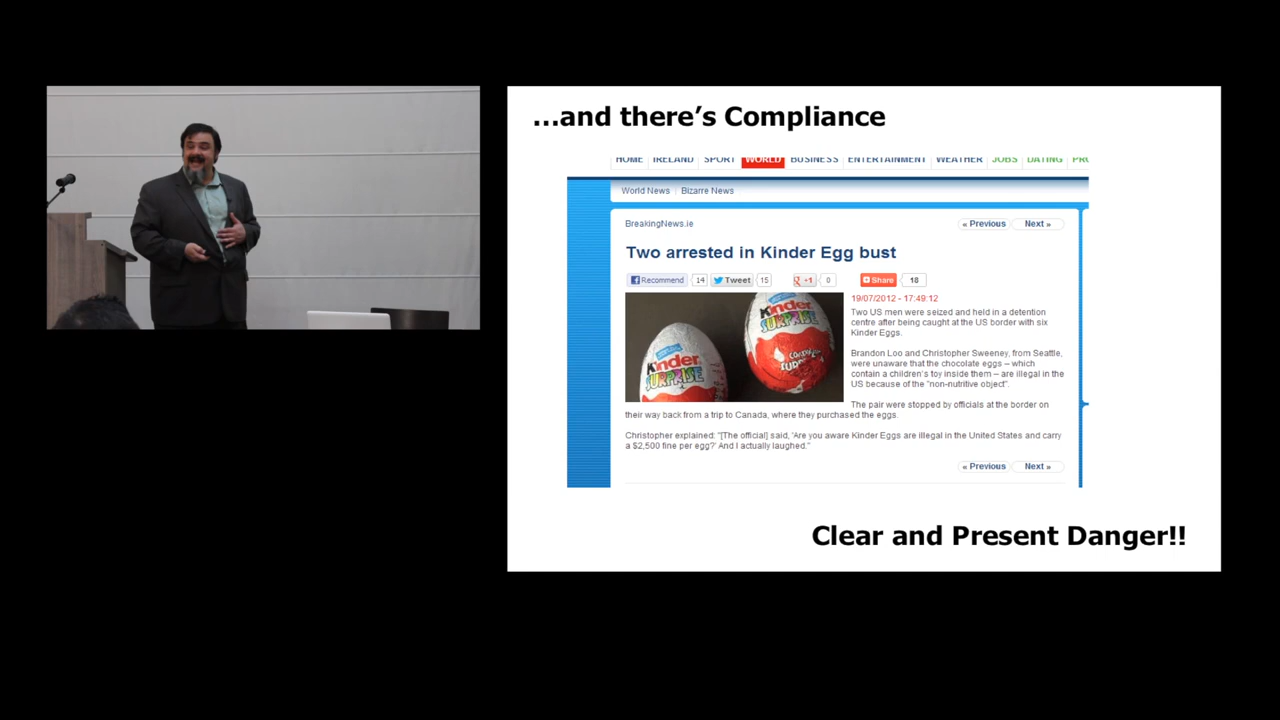 ...and there's Compliance
HOME IRELAND SPORT WORLD BUSINESS ENTERTAINMENT WEATHER JOBS DATING
World News Bizarre News
BreakingNews.ie
« Previous Next »
Two arrested in Kinder Egg bust
Recommend 14 Tweet 15 +1 0 Share 18
19/07/2012 - 17:49:12
Two US men were seized and held in a detention
centre after being caught at the US border with six
Kinder Eggs.
Brandon Loo and Christopher Sweeney, from Seattle,
were unaware that the chocolate eggs – which
contain a children's toy inside them – are illegal in the
US because of the "non-nutritive object".
The pair were stopped by officials at the border on
their way back from a trip to Canada, where they purchased the eggs.
Kinder
SURPRISE
Kinder
SURPRISE
Christopher explained: "[The official] said, 'Are you aware Kinder Eggs are illegal in the United States and carry
a $2,500 fine per egg?' And I actually laughed."
« Previous Next »
Clear and Present Danger!!